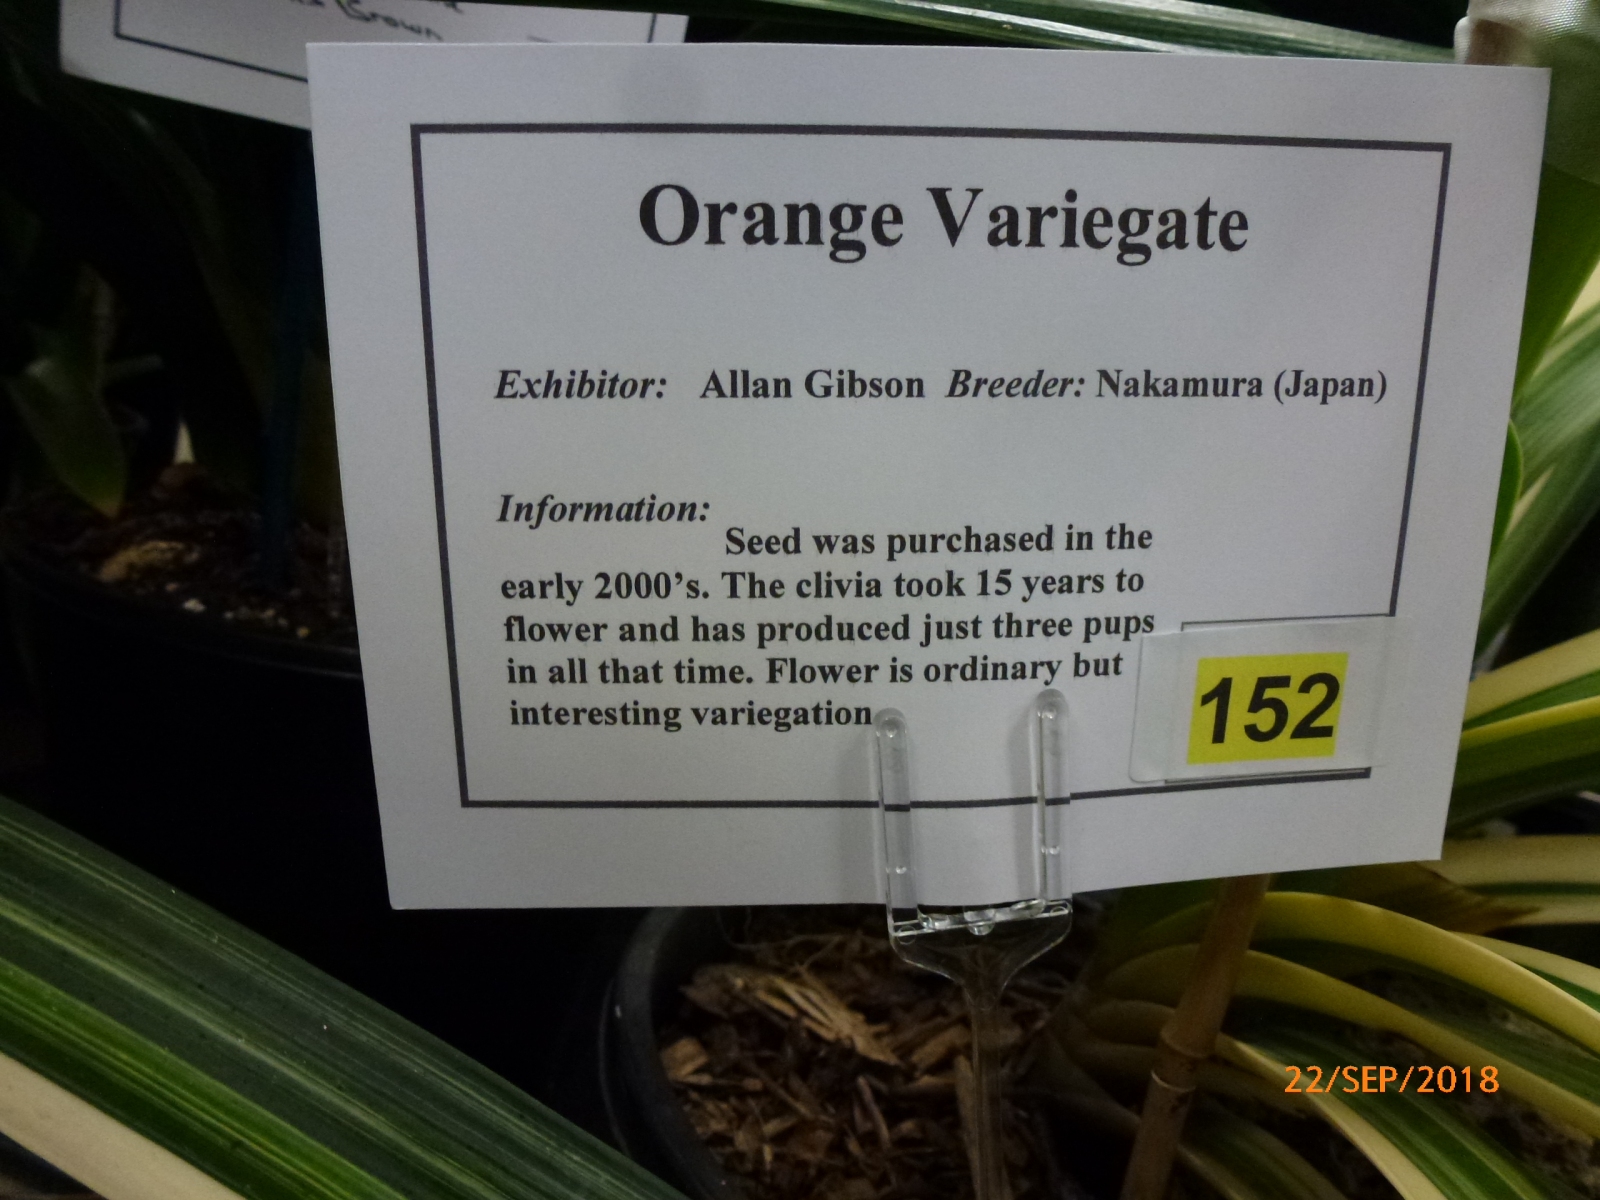 Brown
Orange Variegate
Exhibitor: Allan Gibson Breeder: Nakamura (Japan)
Information:
Seed was purchased in the
early 2000's. The clivia took 15 years to
flower and has produced just three pups
in all that time. Flower is ordinary but
interesting variegation
152
22/SEP/2018